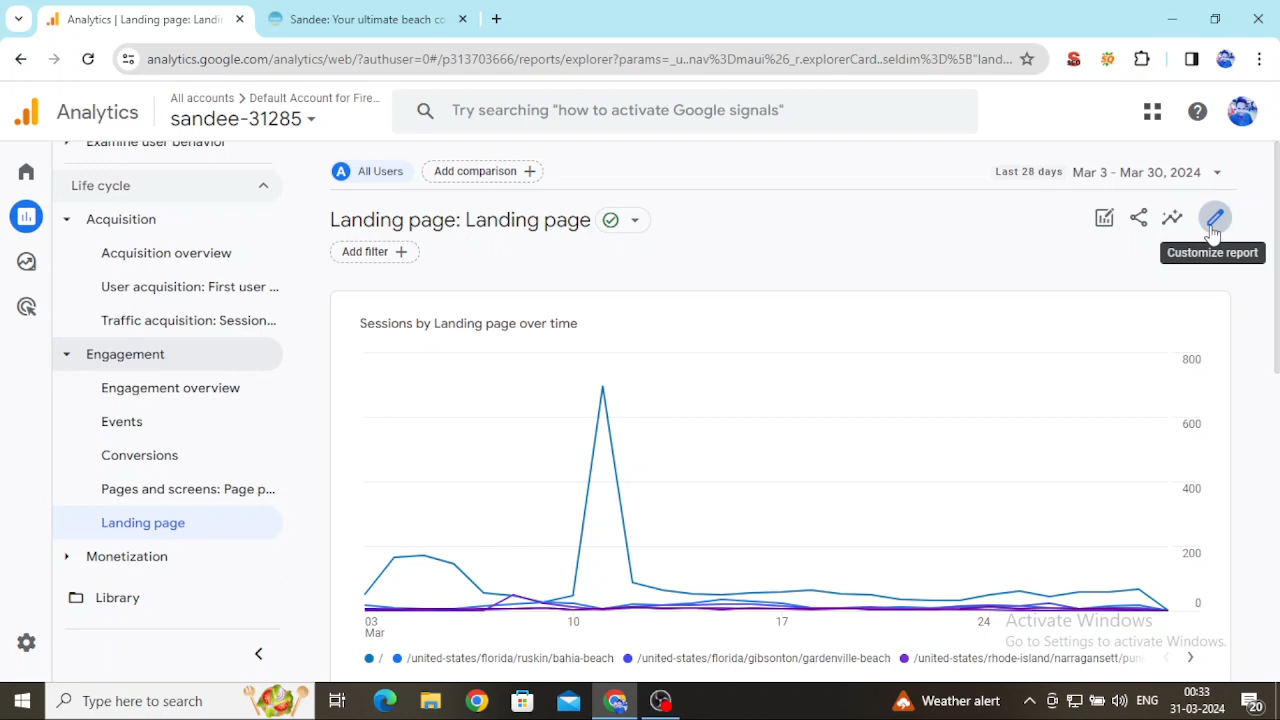 Analytics | Landing page: Landi
Sandee: Your ultimate beach co
analytics.google.com/analytics/web/?authuser=0#/p313703666/reports/explorer?params=_u..nav%3Dmaui%26_r.explorerCard..seldim%3D%5B"land...
Analytics
All accounts > Default Account for Fire...
sandee-31285
Try searching "how to activate Google signals"
Examine user behavior
Life cycle
Acquisition
Acquisition overview
User acquisition: First user ...
Traffic acquisition: Session...
Engagement
Engagement overview
Events
Conversions
Pages and screens: Page p...
Landing page
Monetization
Library
A All Users
Add comparison +
Last 28 days Mar 3 - Mar 30, 2024
Landing page: Landing page
Add filter +
Customize report
Sessions by Landing page over time
800
600
400
200
0
03
Mar
10
17
24
/
/united-states/florida/ruskin/bahia-beach
/united-states/florida/gibsonton/gardenville-beach
/united-states/rhode-island/narragansett/pun
Activate Windows
Go to Settings to activate Windows.
Type here to search
Weather alert
ENG
00:33
31-03-2024
20